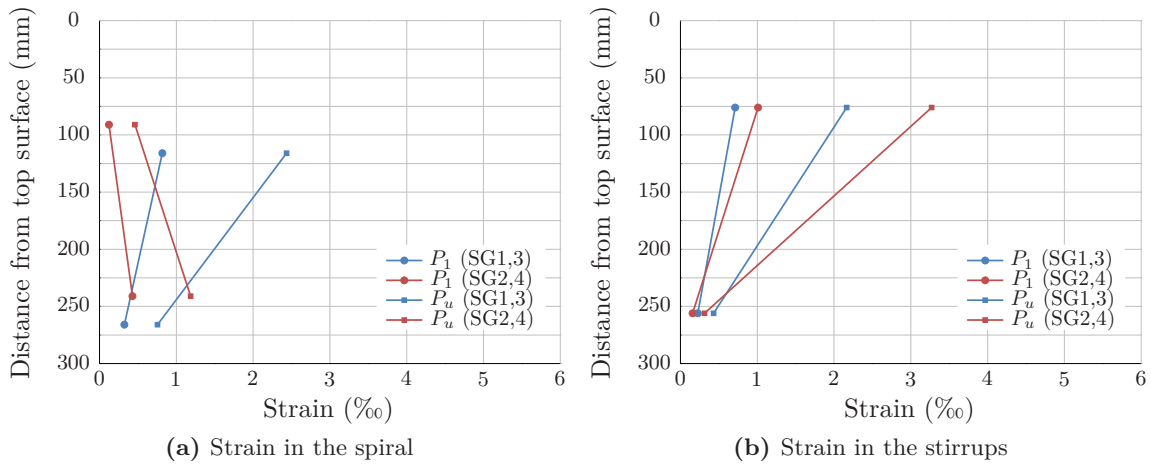 Distance from top surface (mm)
0
50
100
150
200
250
300
0 1 2 3 4 5 6
Strain (‰)
P1 (SG1,3)
P1 (SG2,4)
Pu (SG1,3)
Pu (SG2,4)
(a) Strain in the spiral
Distance from top surface (mm)
0
50
100
150
200
250
300
0 1 2 3 4 5 6
Strain (‰)
P1 (SG1,3)
P1 (SG2,4)
Pu (SG1,3)
Pu (SG2,4)
(b) Strain in the stirrups